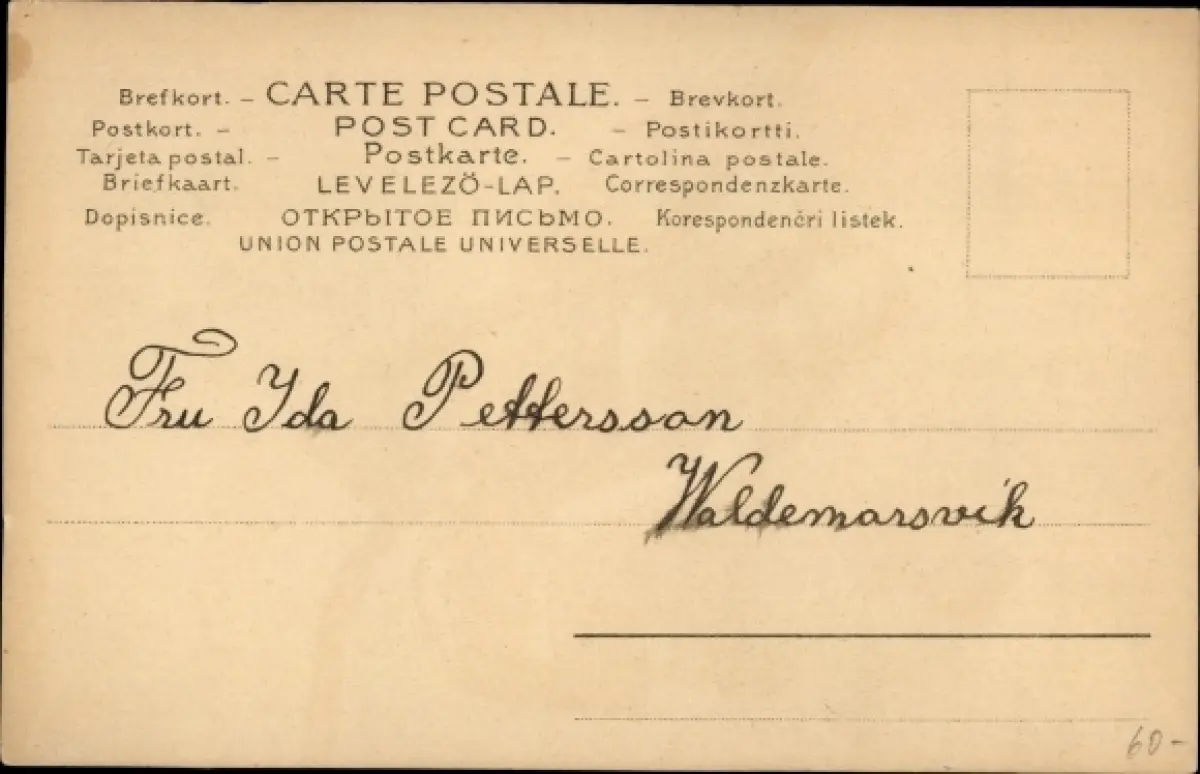 Brefkort. – CARTE POSTALE. – Brevkort.
Postkort. – POST CARD. – Postikortti.
Tarjeta postal. – Postkarte. – Cartolina postale.
Briefkaart. LEVELEZŐ-LAP. Correspondenzkarte.
Dopisnice. ОТКРЫТОЕ ПИСЬМО. Korespondenčri listek.
UNION POSTALE UNIVERSELLE.
Fru Ida Pettersson
Waldemarsvik
60-